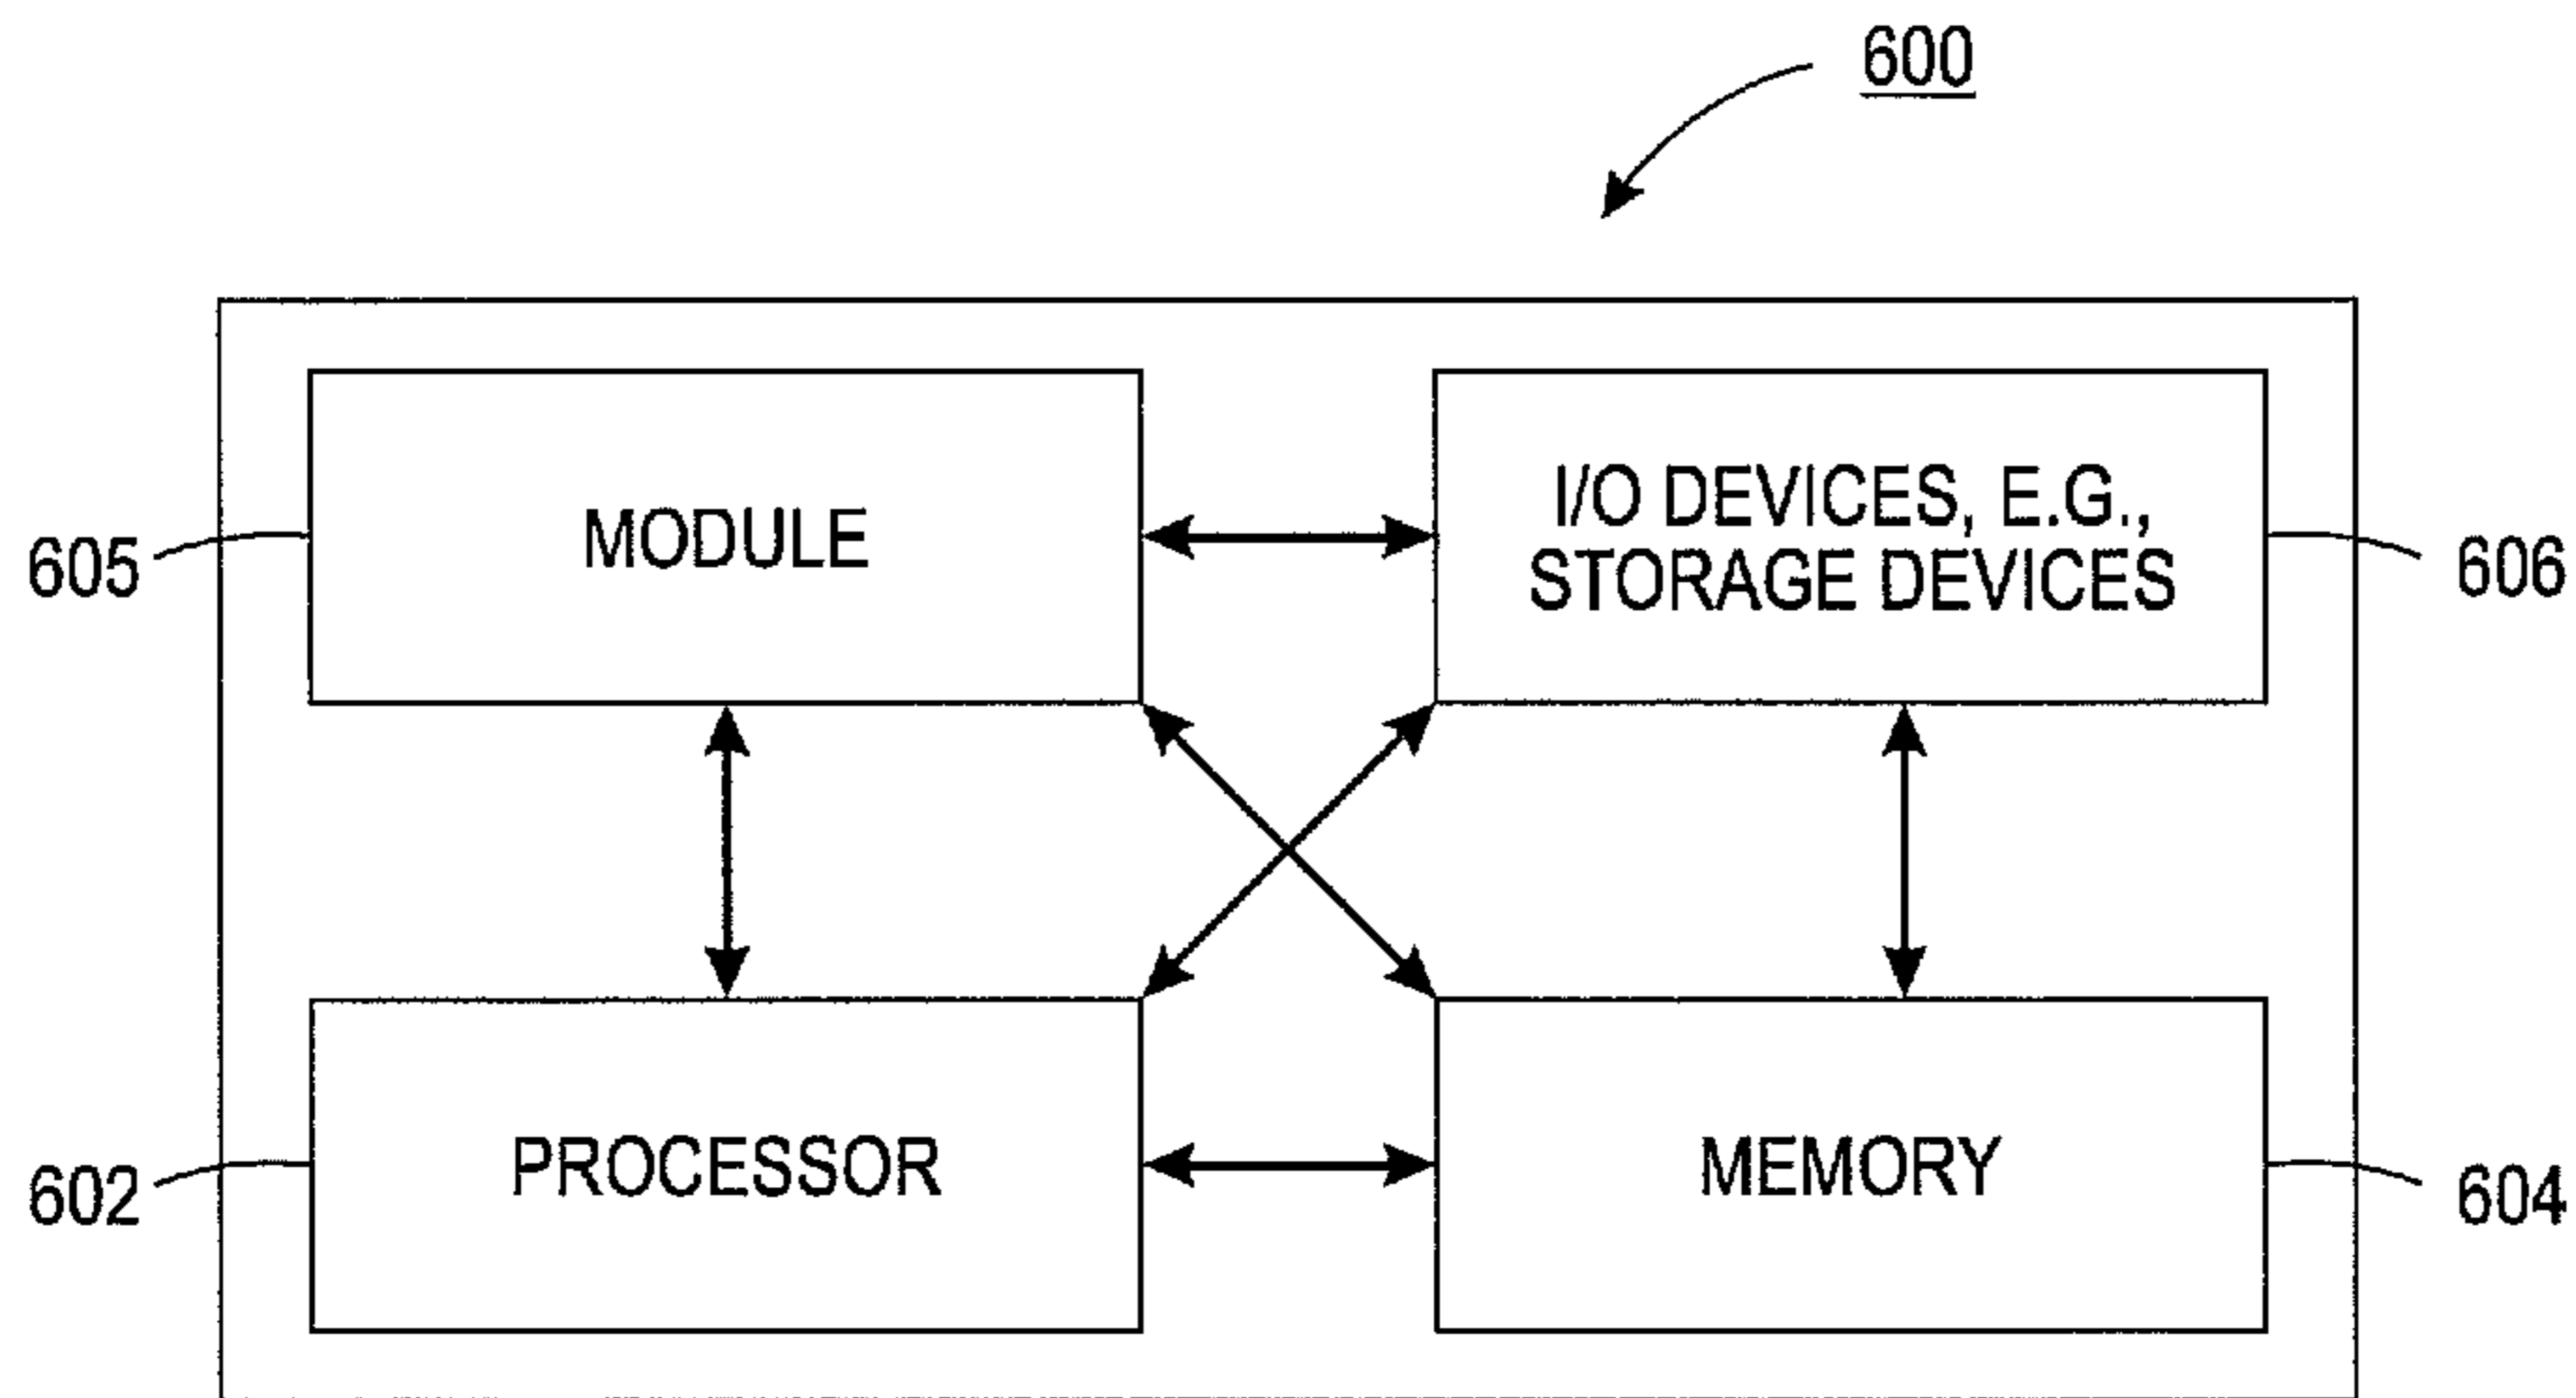 600
MODULE
I/O DEVICES, E.G.,
STORAGE DEVICES
605
606
PROCESSOR
MEMORY
602
604